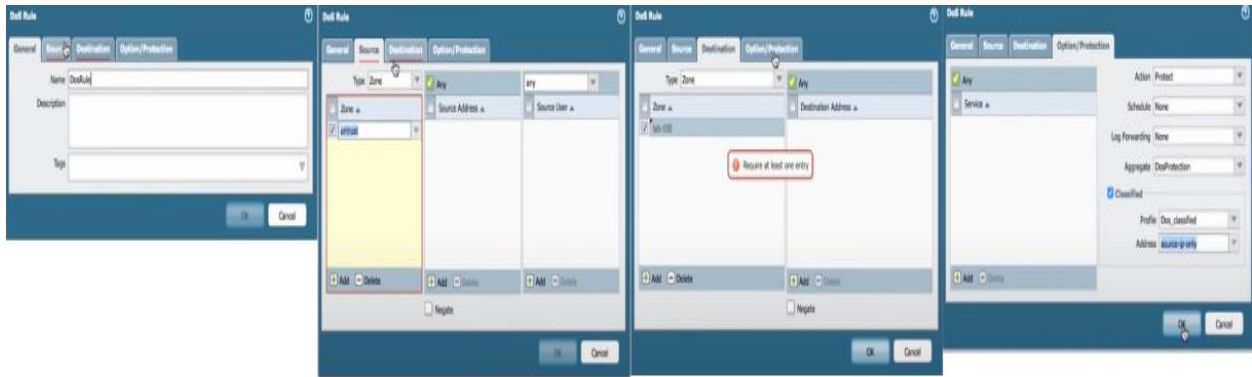 DoS Rule
General Source Destination Option/Protection
Name DosRule
Description
Tags
OK Cancel
DoS Rule
General Source Destination Option/Protection
Type Zone
Any
any
Zone
Source Address
Source User
untrust
Add Delete
Add Delete
Add Delete
Negate
OK Cancel
DoS Rule
General Source Destination Option/Protection
Type Zone
Any
Zone
Destination Address
Require at least one entry
Add Delete
Add Delete
Negate
OK Cancel
DoS Rule
General Source Destination Option/Protection
Any
Service
Action Protect
Schedule None
Log Forwarding None
Aggregate DosProtection
Classified
Profile Dos_classified
Address source-ip-only
Add Delete
OK Cancel